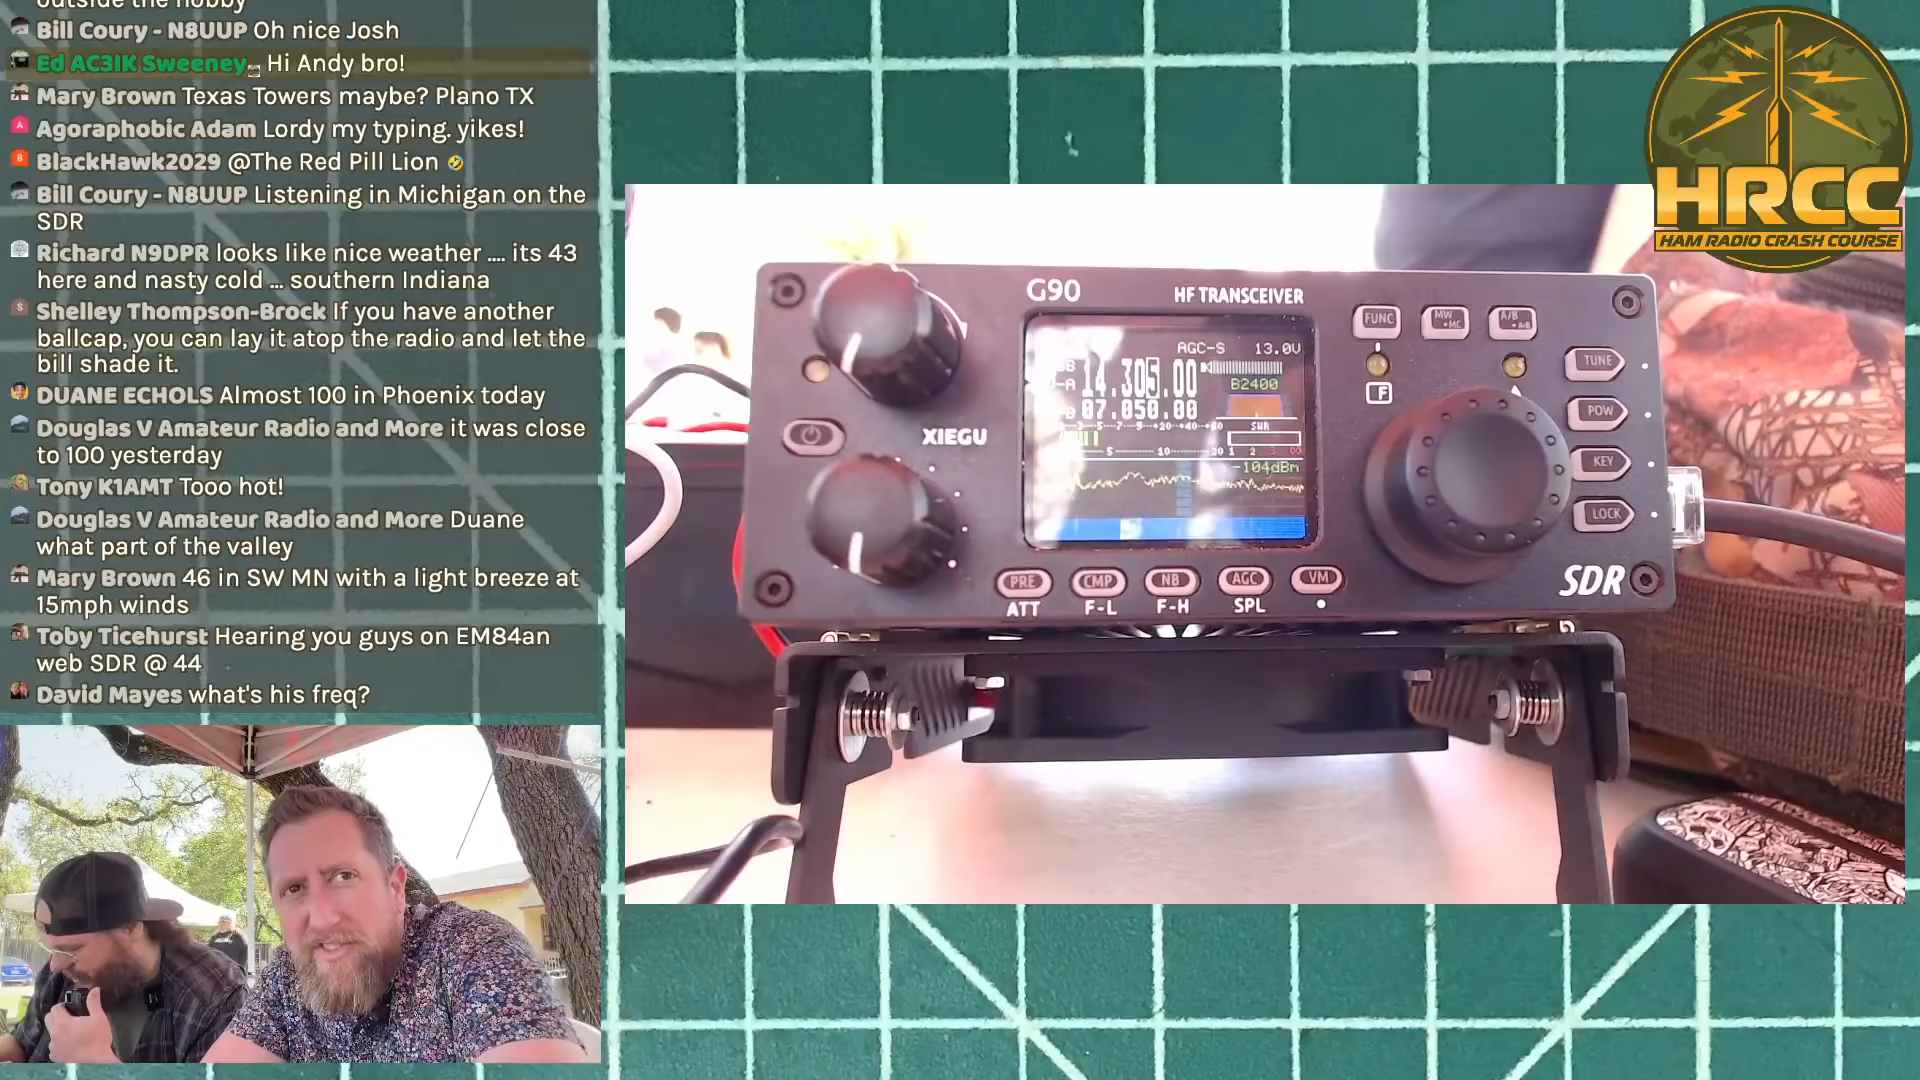 outside the hobby
Bill Coury - N8UUP Oh nice Josh
Ed AC3IK Sweeney Hi Andy bro!
Mary Brown Texas Towers maybe? Plano TX
Agoraphobic Adam Lordy my typing. yikes!
BlackHawk2029 @The Red Pill Lion 🤣
Bill Coury - N8UUP Listening in Michigan on the
SDR
Richard N9DPR looks like nice weather .... its 43
here and nasty cold ... southern Indiana
Shelley Thompson-Brock If you have another
ballcap, you can lay it atop the radio and let the
bill shade it.
DUANE ECHOLS Almost 100 in Phoenix today
Douglas V Amateur Radio and More it was close
to 100 yesterday
Tony K1AMT Tooo hot!
Douglas V Amateur Radio and More Duane
what part of the valley
Mary Brown 46 in SW MN with a light breeze at
15mph winds
Toby Ticehurst Hearing you guys on EM84an
web SDR @ 44
David Mayes what's his freq?
HRCC
HAM RADIO CRASH COURSE
G90
HF TRANSCEIVER
FUNC
MW
MC
A/B
TUNE
POW
KEY
LOCK
F
XIEGU
AGC-S 13.0V
14.305.00
B2400
07.050.00
SWR
-104dBm
PRE CMP NB AGC VM
ATT F-L F-H SPL
SDR